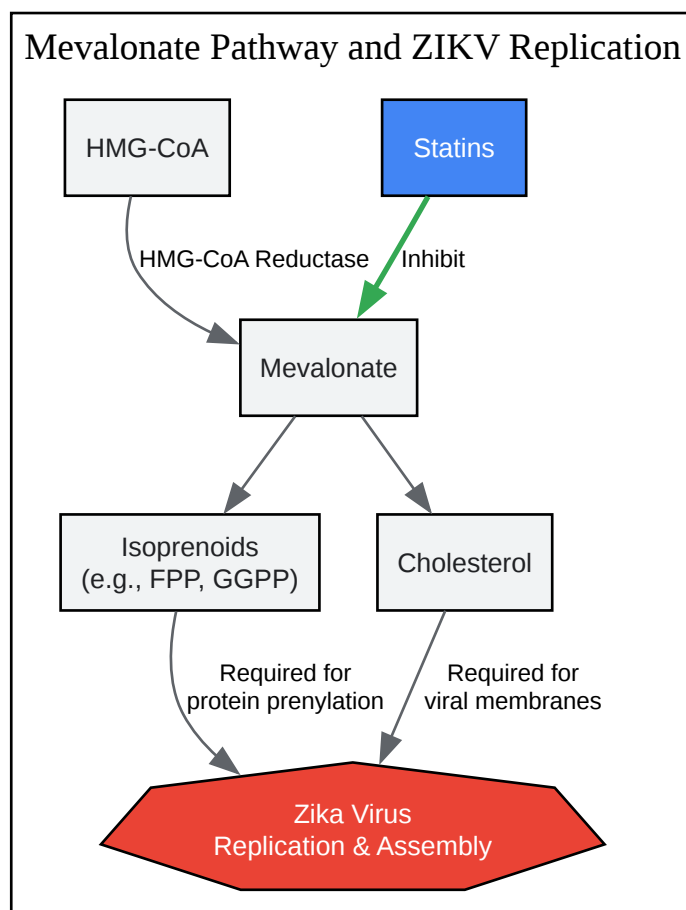 Mevalonate Pathway and ZIKV Replication
HMG-CoA
Statins
HMG-CoA Reductase
Inhibit
Mevalonate
Isoprenoids
(e.g., FPP, GGPP)
Cholesterol
Required for
protein prenylation
Required for
viral membranes
Zika Virus
Replication & Assembly